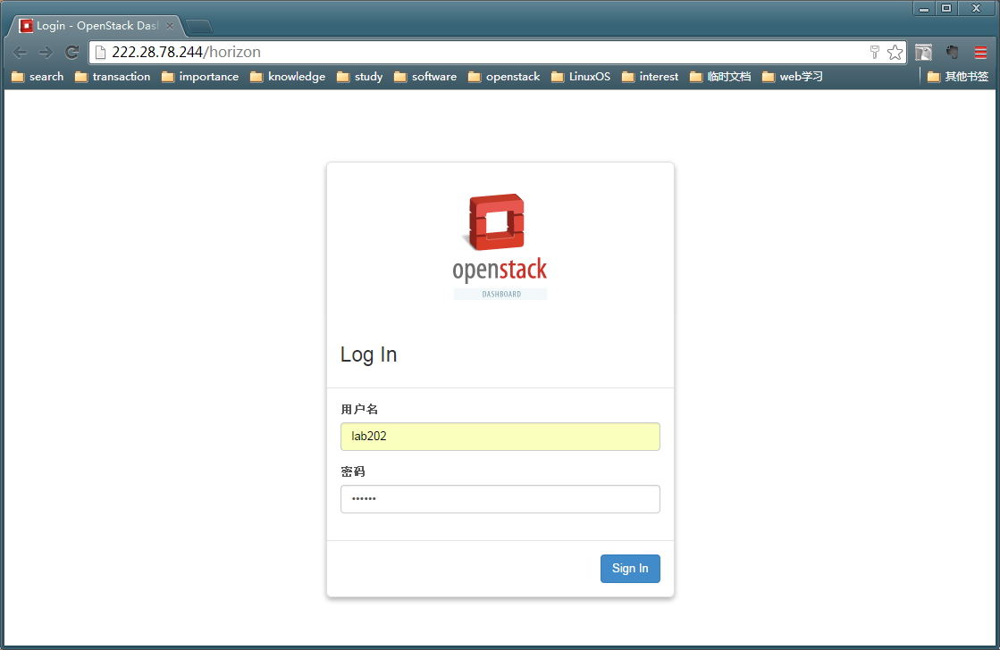 Login - OpenStack Das
222.28.78.244/horizon
search transaction importance knowledge study software openstack LinuxOS interest 临时文档 web学习 其他书签
openstack
DASHBOARD
Log In
用户名
lab202
密码
••••••
Sign In